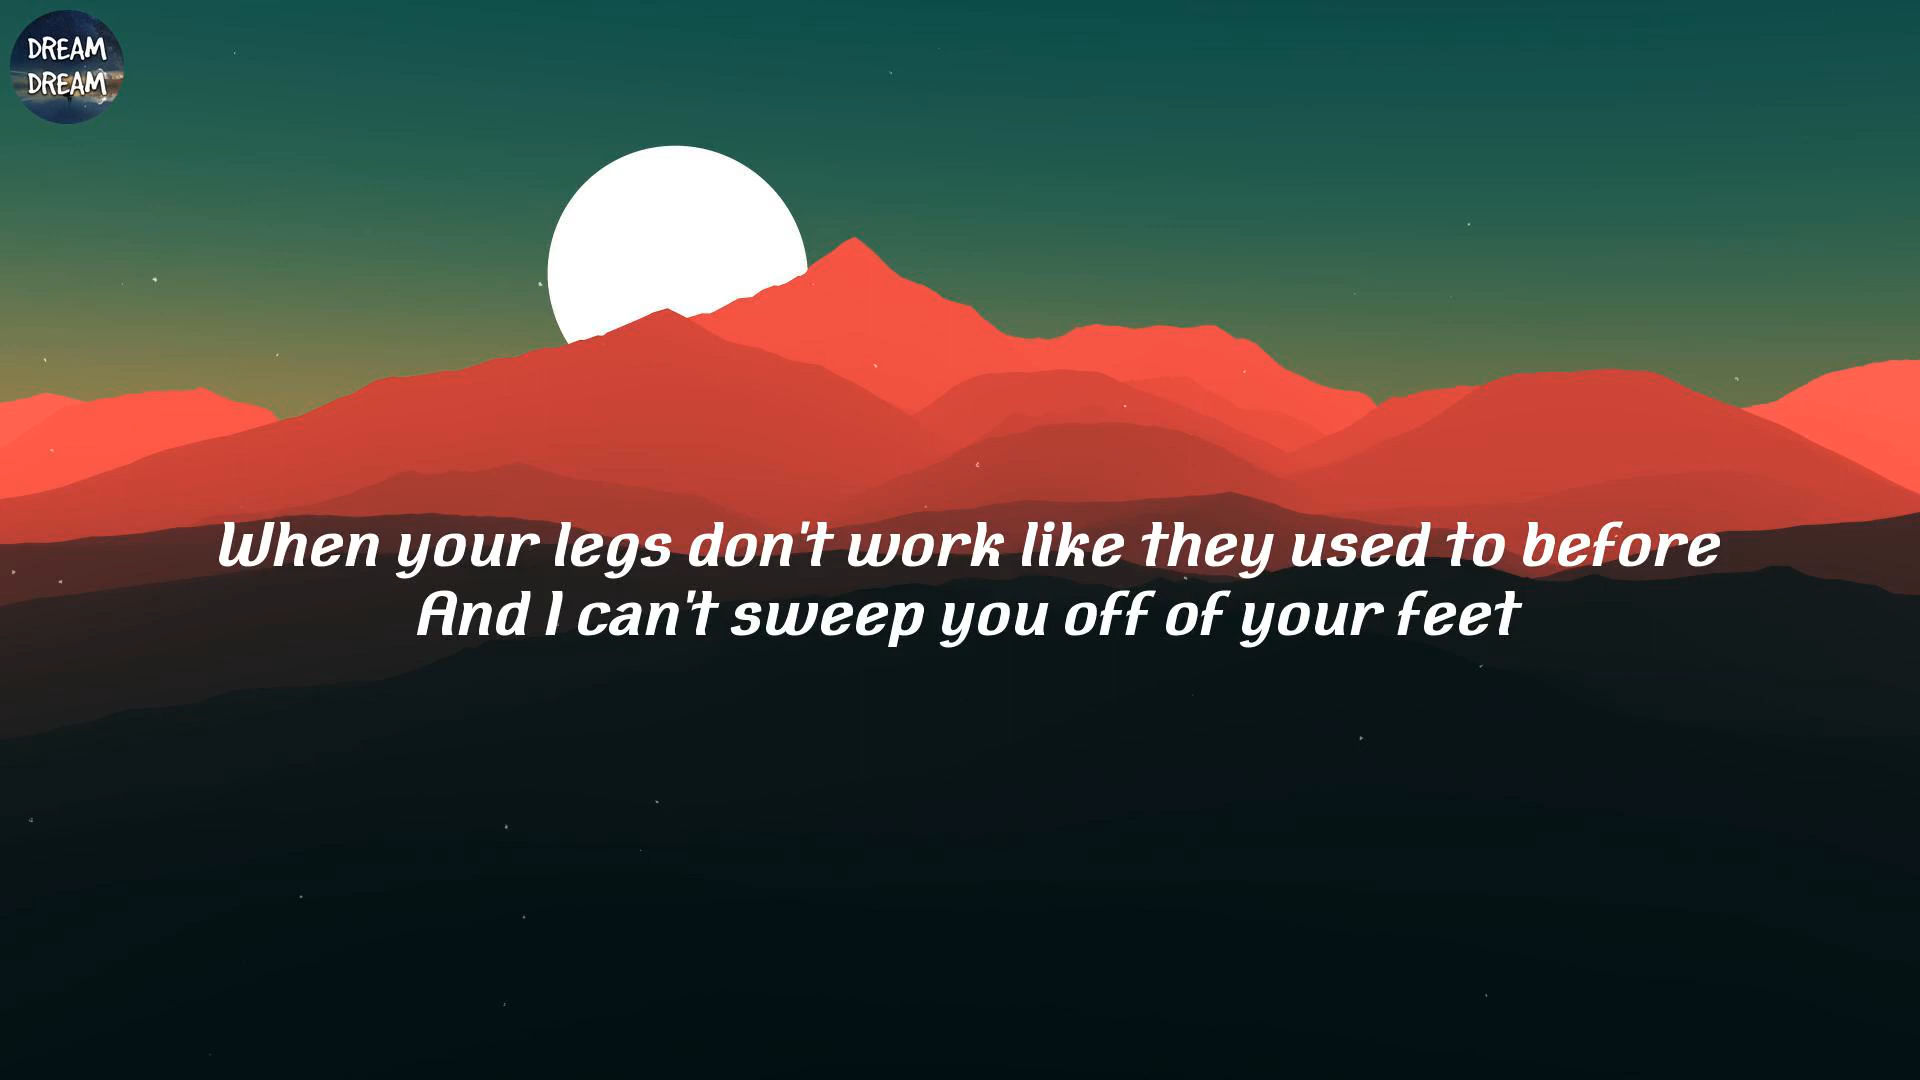 DREAM
DREAM
When your legs don't work like they used to before
And I can't sweep you off of your feet